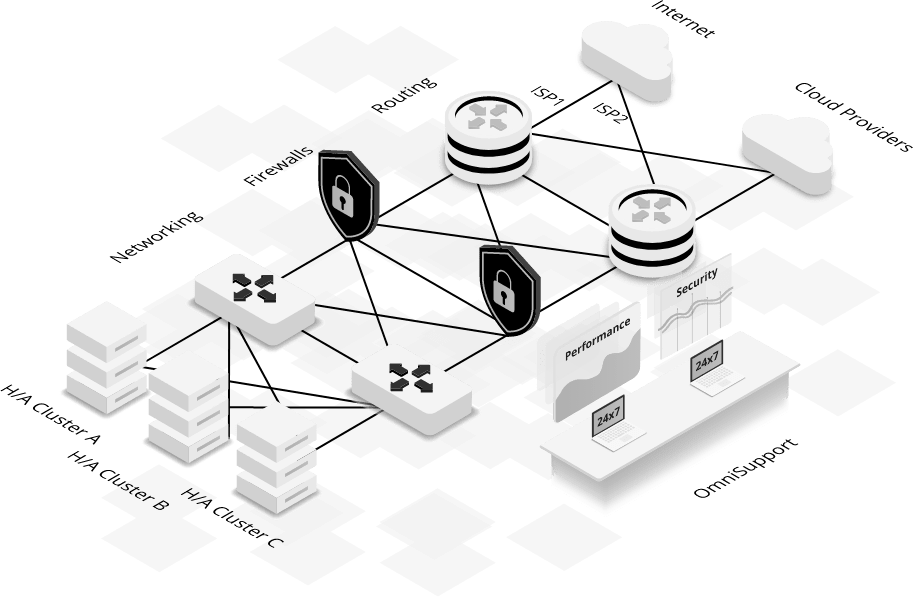 Internet
Cloud Providers
ISP1
ISP2
Routing
Firewalls
Networking
Security
Performance
24x7
24x7
H/A Cluster A
H/A Cluster B
H/A Cluster C
OmniSupport